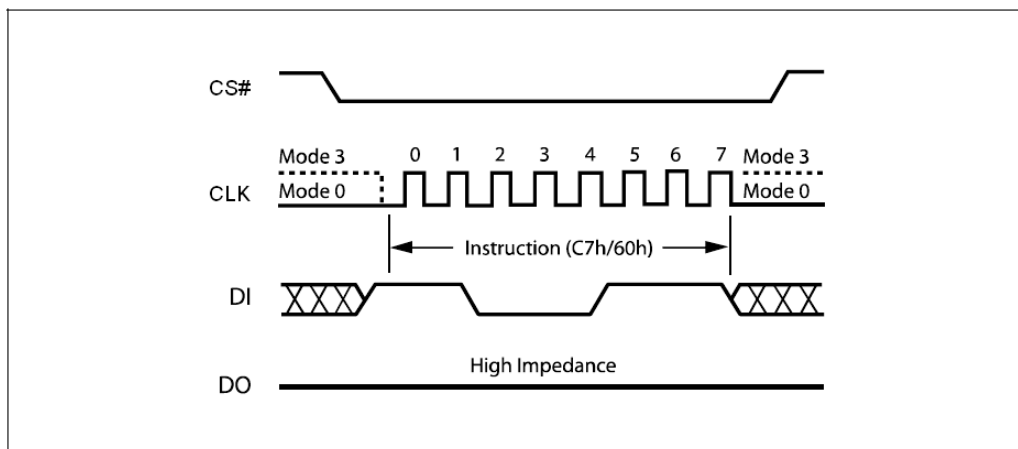 CS#
Mode 3 0 1 2 3 4 5 6 7 Mode 3
CLK Mode 0 Mode 0
Instruction (C7h/60h)
DI
High Impedance
DO